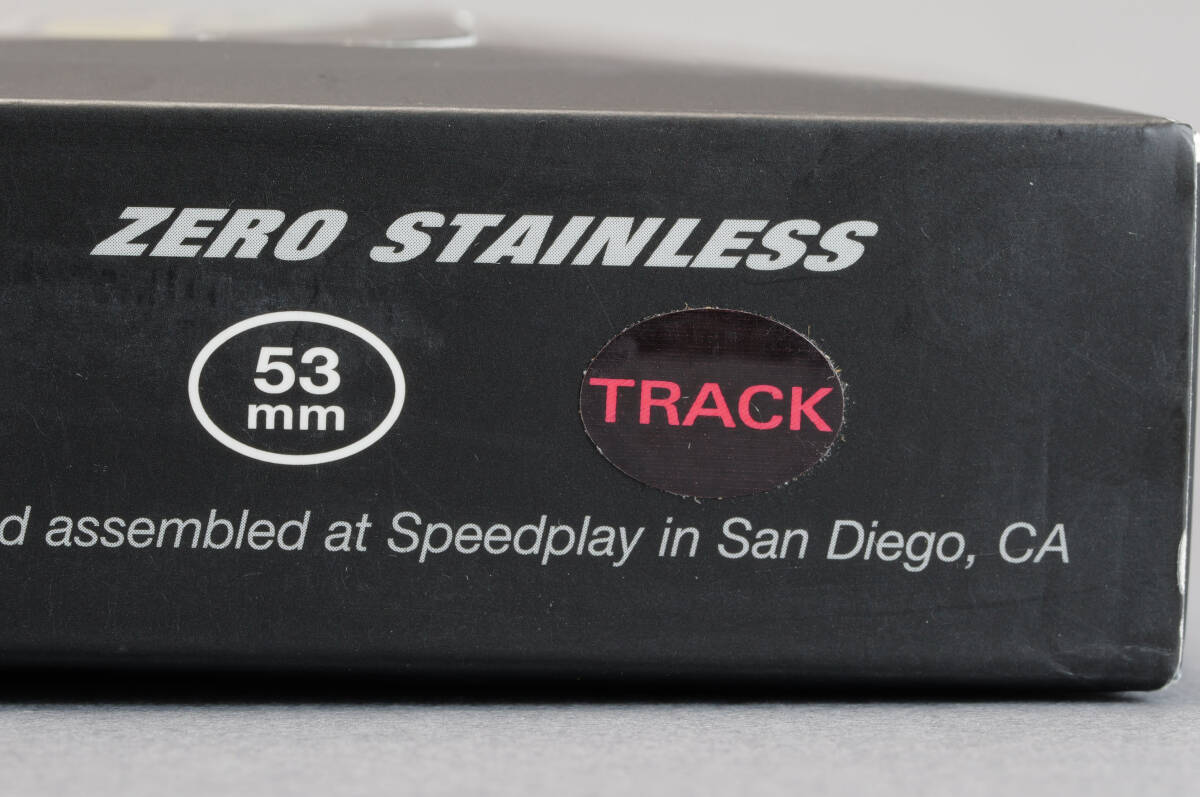 ZERO STAINLESS
53
mm
TRACK
d assembled at Speedplay in San Diego, CA